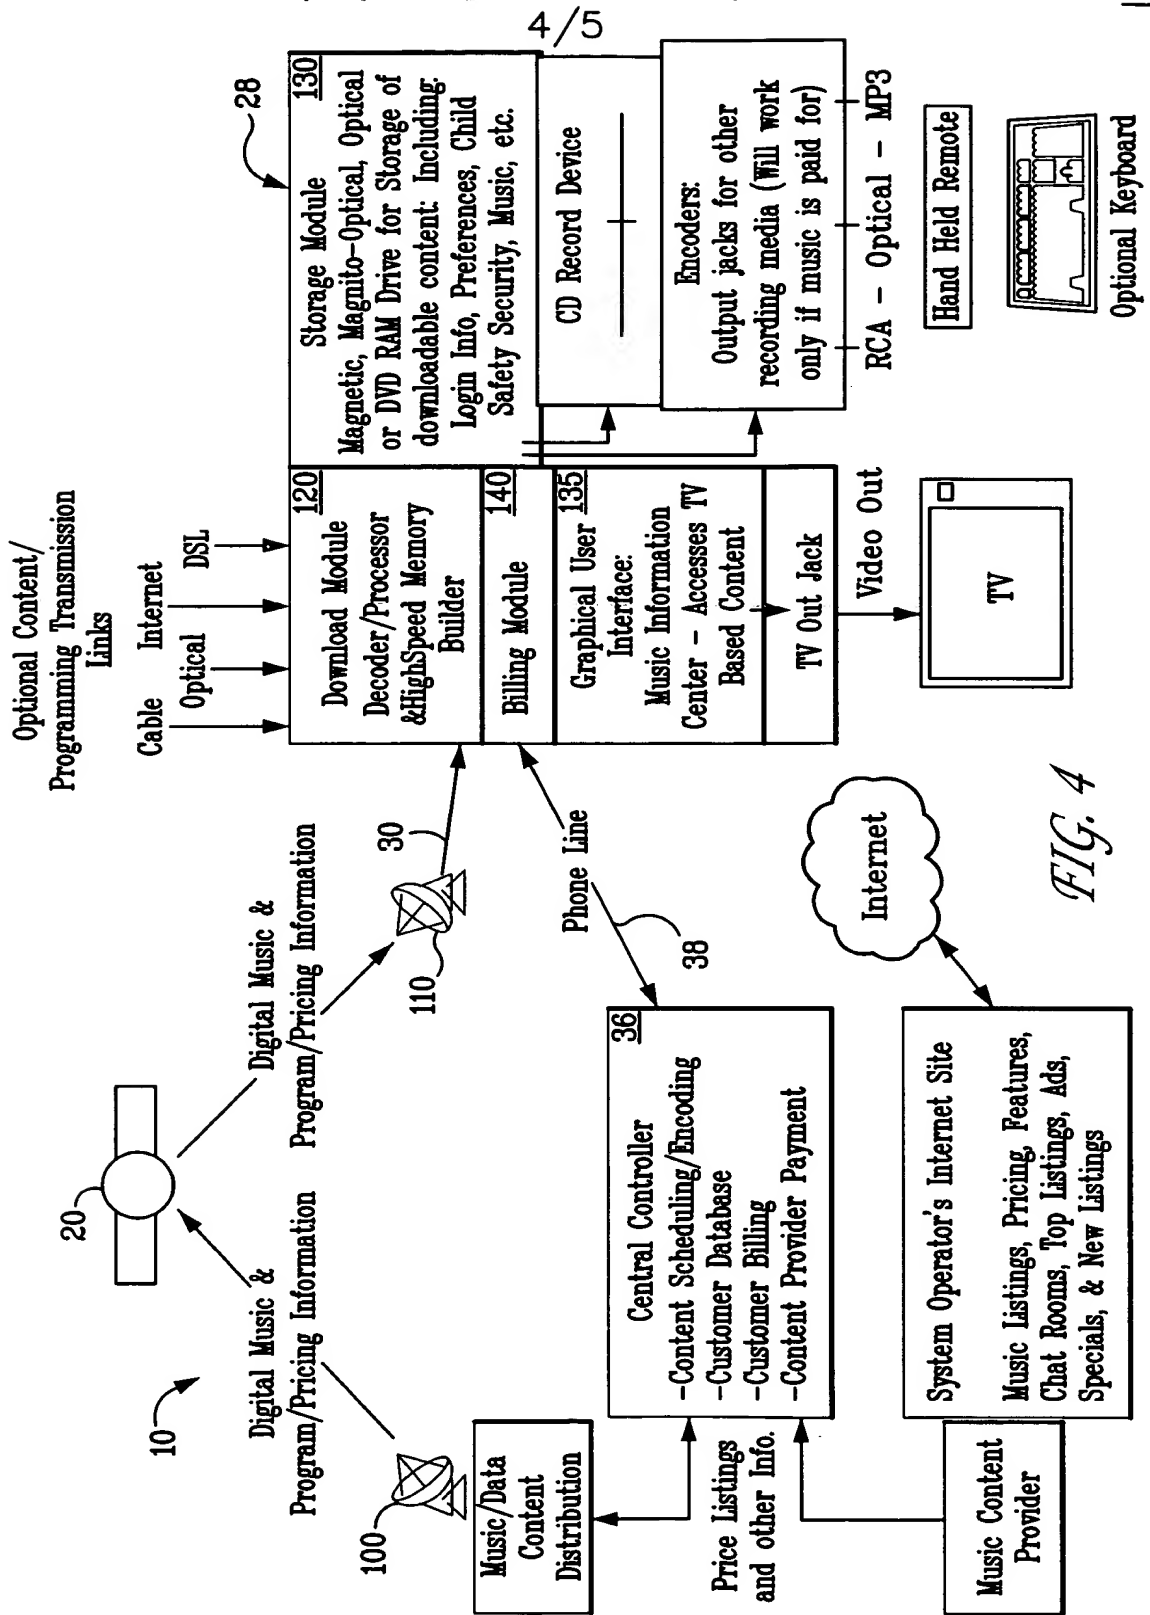 4/5
Optional Content/
Programming Transmission
Links
Cable
Optical
Internet
DSL
28
130
Storage Module
Magnetic, Magnito-Optical, Optical
or DVD RAM Drive for Storage of
downloadable content: Including:
Login Info, Preferences, Child
Safety Security, Music, etc.
120
Download Module
Decoder/Processor
&HighSpeed Memory
Builder
140
Billing Module
135
Graphical User
Interface:
Music Information
Center - Accesses TV
Based Content
TV Out Jack
Video Out
TV
CD Record Device
Encoders:
Output jacks for other
recording media (Will work
only if music is paid for)
RCA - Optical - MP3
Hand Held Remote
Optional Keyboard
20
10
Digital Music &
Program/Pricing Information
Digital Music &
Program/Pricing Information
100
110
30
Music/Data
Content
Distribution
Phone Line
38
36
Central Controller
-Content Scheduling/Encoding
-Customer Database
-Customer Billing
-Content Provider Payment
Price Listings
and other Info.
Music Content
Provider
System Operator's Internet Site
Music Listings, Pricing, Features,
Chat Rooms, Top Listings, Ads,
Specials, & New Listings
Internet
FIG. 4